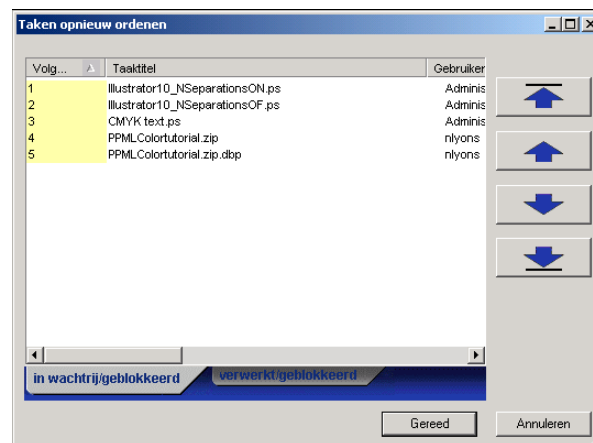 Taken opnieuw ordenen
Volg... Taaktitel Gebruiker
1 Illustrator10_NSeparationsON.ps Adminis
2 Illustrator10_NSeparationsOF.ps Adminis
3 CMYK text.ps Adminis
4 PPMLColortutorial.zip nlyons
5 PPMLColortutorial.zip.dbp nlyons
in wachtrij/geblokkeerd verwerkt/geblokkeerd
Gereed Annuleren